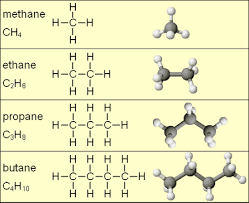 methane
CH4
H
H-C-H
H
ethane
C2H6
H H
H-C-C-H
H H
propane
C3H8
H H H
H-C-C-C-H
H H H
butane
C4H10
H H H H
H-C-C-C-C-H
H H H H